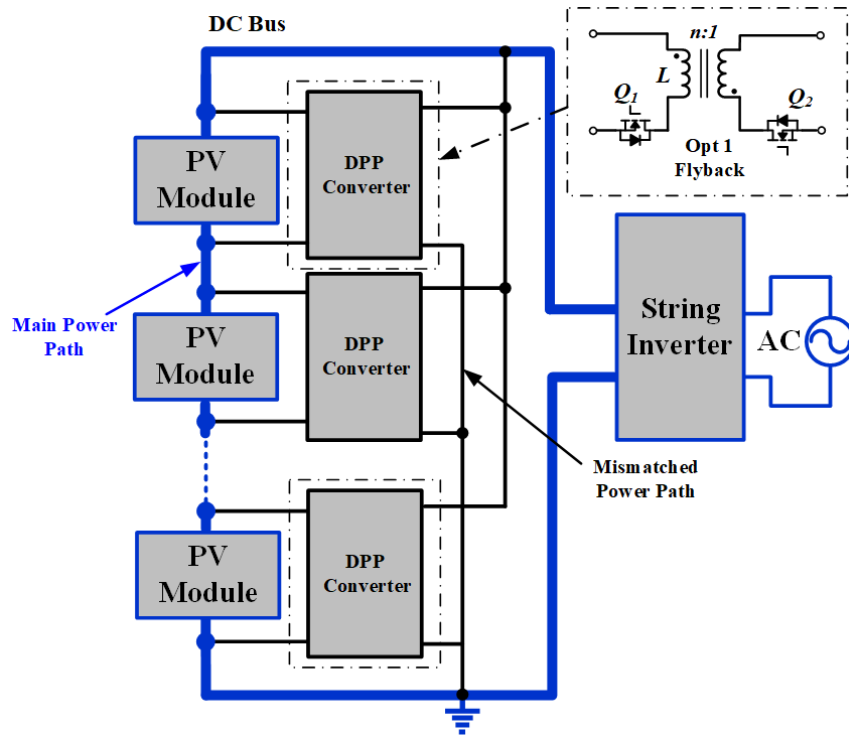 DC Bus
n:1
L
Q1
Q2
Opt 1
Flyback
PV
Module
DPP
Converter
Main Power
Path
PV
Module
DPP
Converter
String
Inverter
AC
Mismatched
Power Path
PV
Module
DPP
Converter